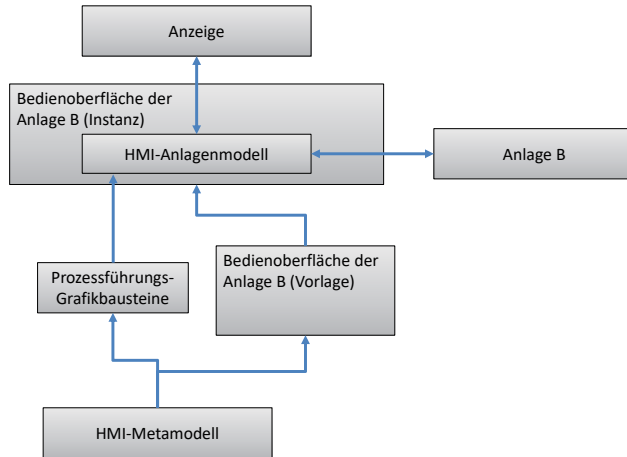 Anzeige
Bedienoberfläche der
Anlage B (Instanz)
HMI-Anlagenmodell
Anlage B
Bedienoberfläche der
Anlage B (Vorlage)
Prozessführungs-
Grafikbausteine
HMI-Metamodell